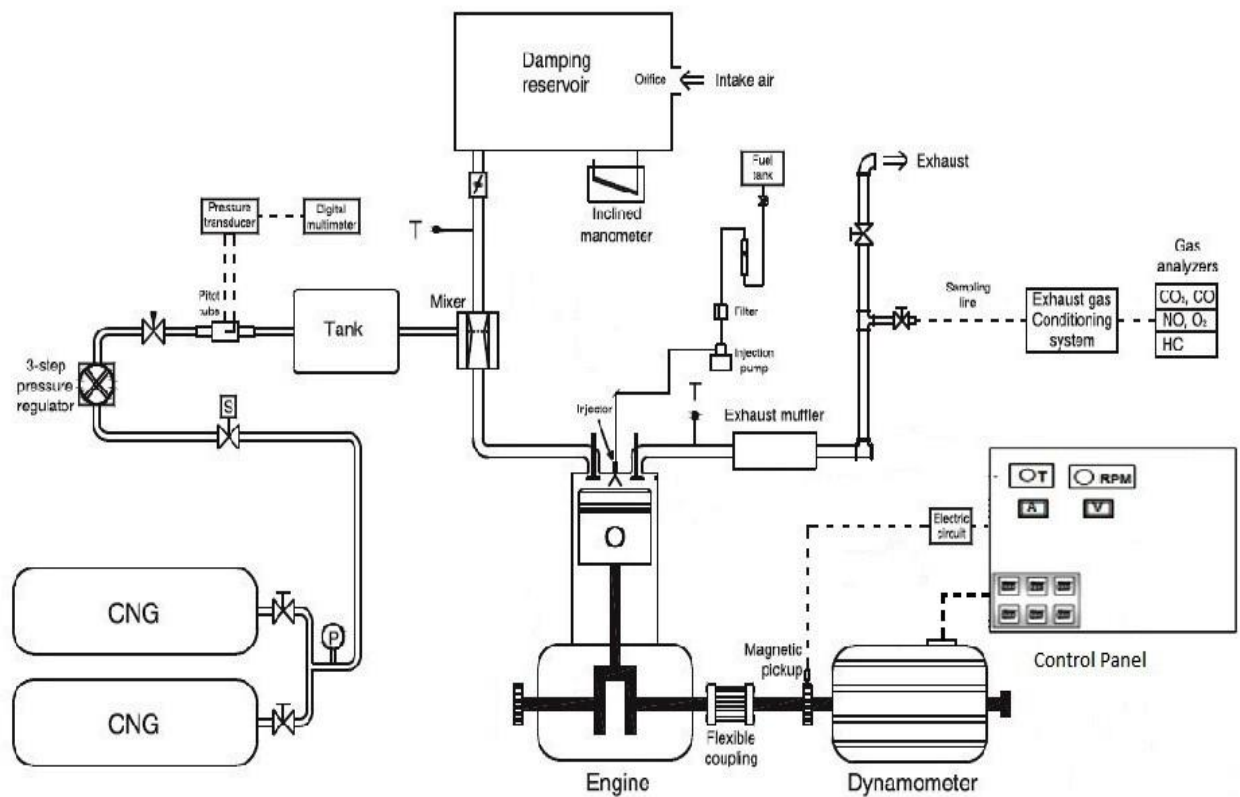 Damping
reservoir
Orifice
Intake air
Inclined
manometer
Fuel
tank
Exhaust
Pressure
transducer
Digital
multimeter
T
Pitot
tube
Tank
Mixer
Filter
Injection
pump
Sampling
line
Exhaust gas
Conditioning
system
Gas
analyzers
CO₂, CO
NO, O₂
HC
3-step
pressure
regulator
S
Injector
T
Exhaust muffler
T
RPM
A
V
Electric
circuit
CNG
P
CNG
Magnetic
pickup
Control Panel
Flexible
coupling
Engine
Dynamometer